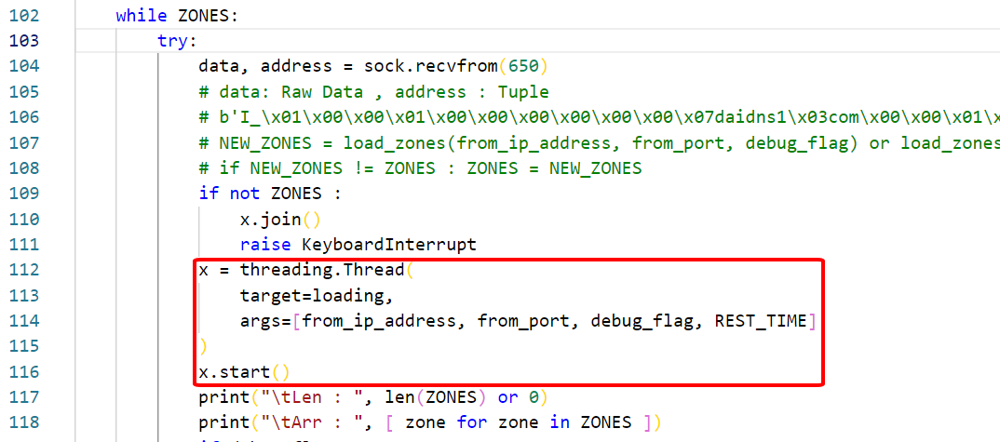 102 while ZONES:
103 try:
104 data, address = sock.recvfrom(650)
105 # data: Raw Data , address : Tuple
106 # b'I_\x01\x00\x00\x01\x00\x00\x00\x00\x00\x00\x07daidns1\x03com\x00\x00\x01\x
107 # NEW_ZONES = load_zones(from_ip_address, from_port, debug_flag) or load_zones
108 # if NEW_ZONES != ZONES : ZONES = NEW_ZONES
109 if not ZONES :
110 x.join()
111 raise KeyboardInterrupt
112 x = threading.Thread(
113 target=loading,
114 args=[from_ip_address, from_port, debug_flag, REST_TIME]
115 )
116 x.start()
117 print("\tLen : ", len(ZONES) or 0)
118 print("\tArr : ", [ zone for zone in ZONES ])